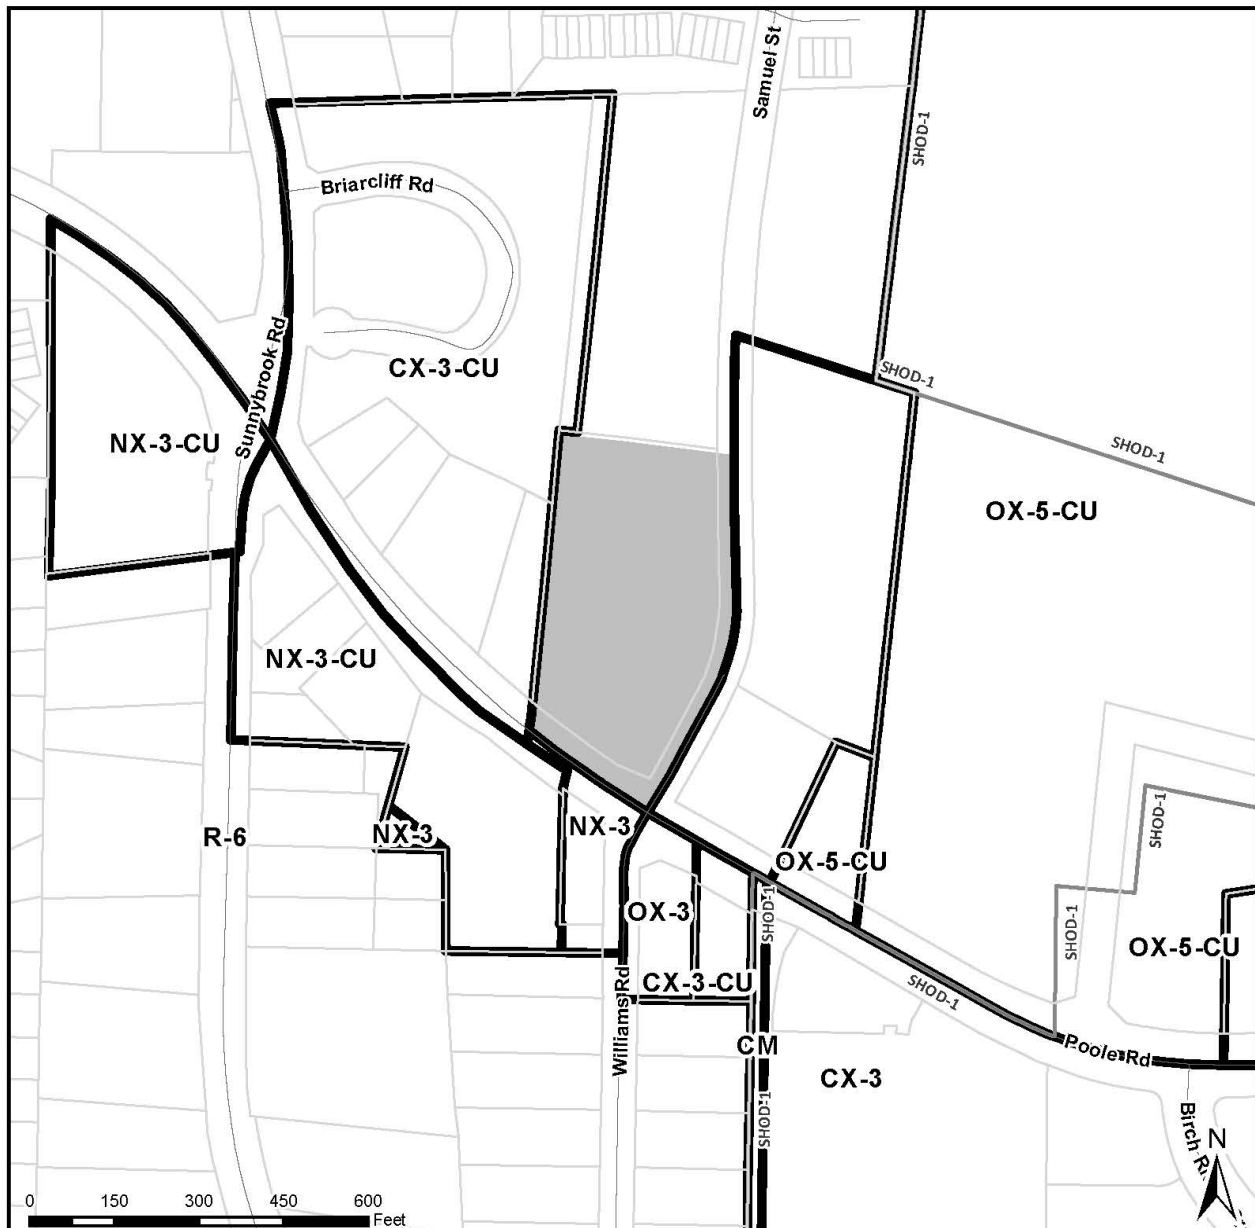 Samuel St
SHOD-1
Briarcliff Rd
Sunnybrook Rd
CX-3-CU
SHOD-1
NX-3-CU
SHOD-1
OX-5-CU
NX-3-CU
R-6
NX-3
NX-3
OX-5-CU
SHOD-1
OX-3
SHOD-1
SHOD-1
OX-5-CU
CX-3-CU
SHOD-1
Williams Rd
CM
Poole Rd
CX-3
SHOD-1
Birch Ri
N
0 150 300 450 600
Feet